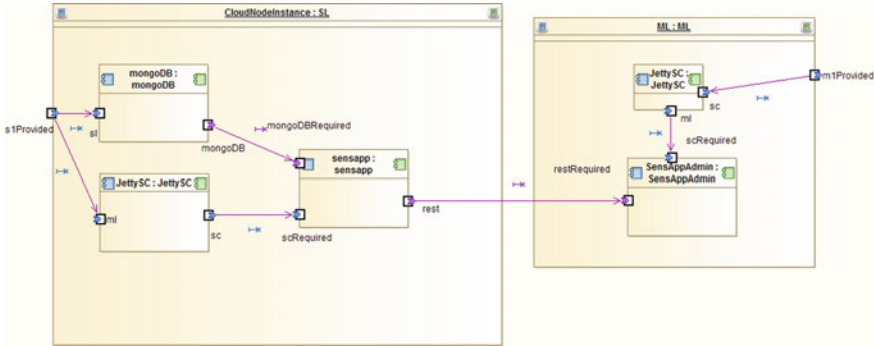 CloudNodeInstance : SL
mongoDB :
mongoDB
s1Provided
sl
mongoDB
mongoDBRequired
sensapp :
sensapp
JettySC : JettySC
ml
sc
scRequired
rest
ML : ML
JettySC :
JettySC
m1Provided
sc
ml
scRequired
restRequired
SensAppAdmin :
SensAppAdmin